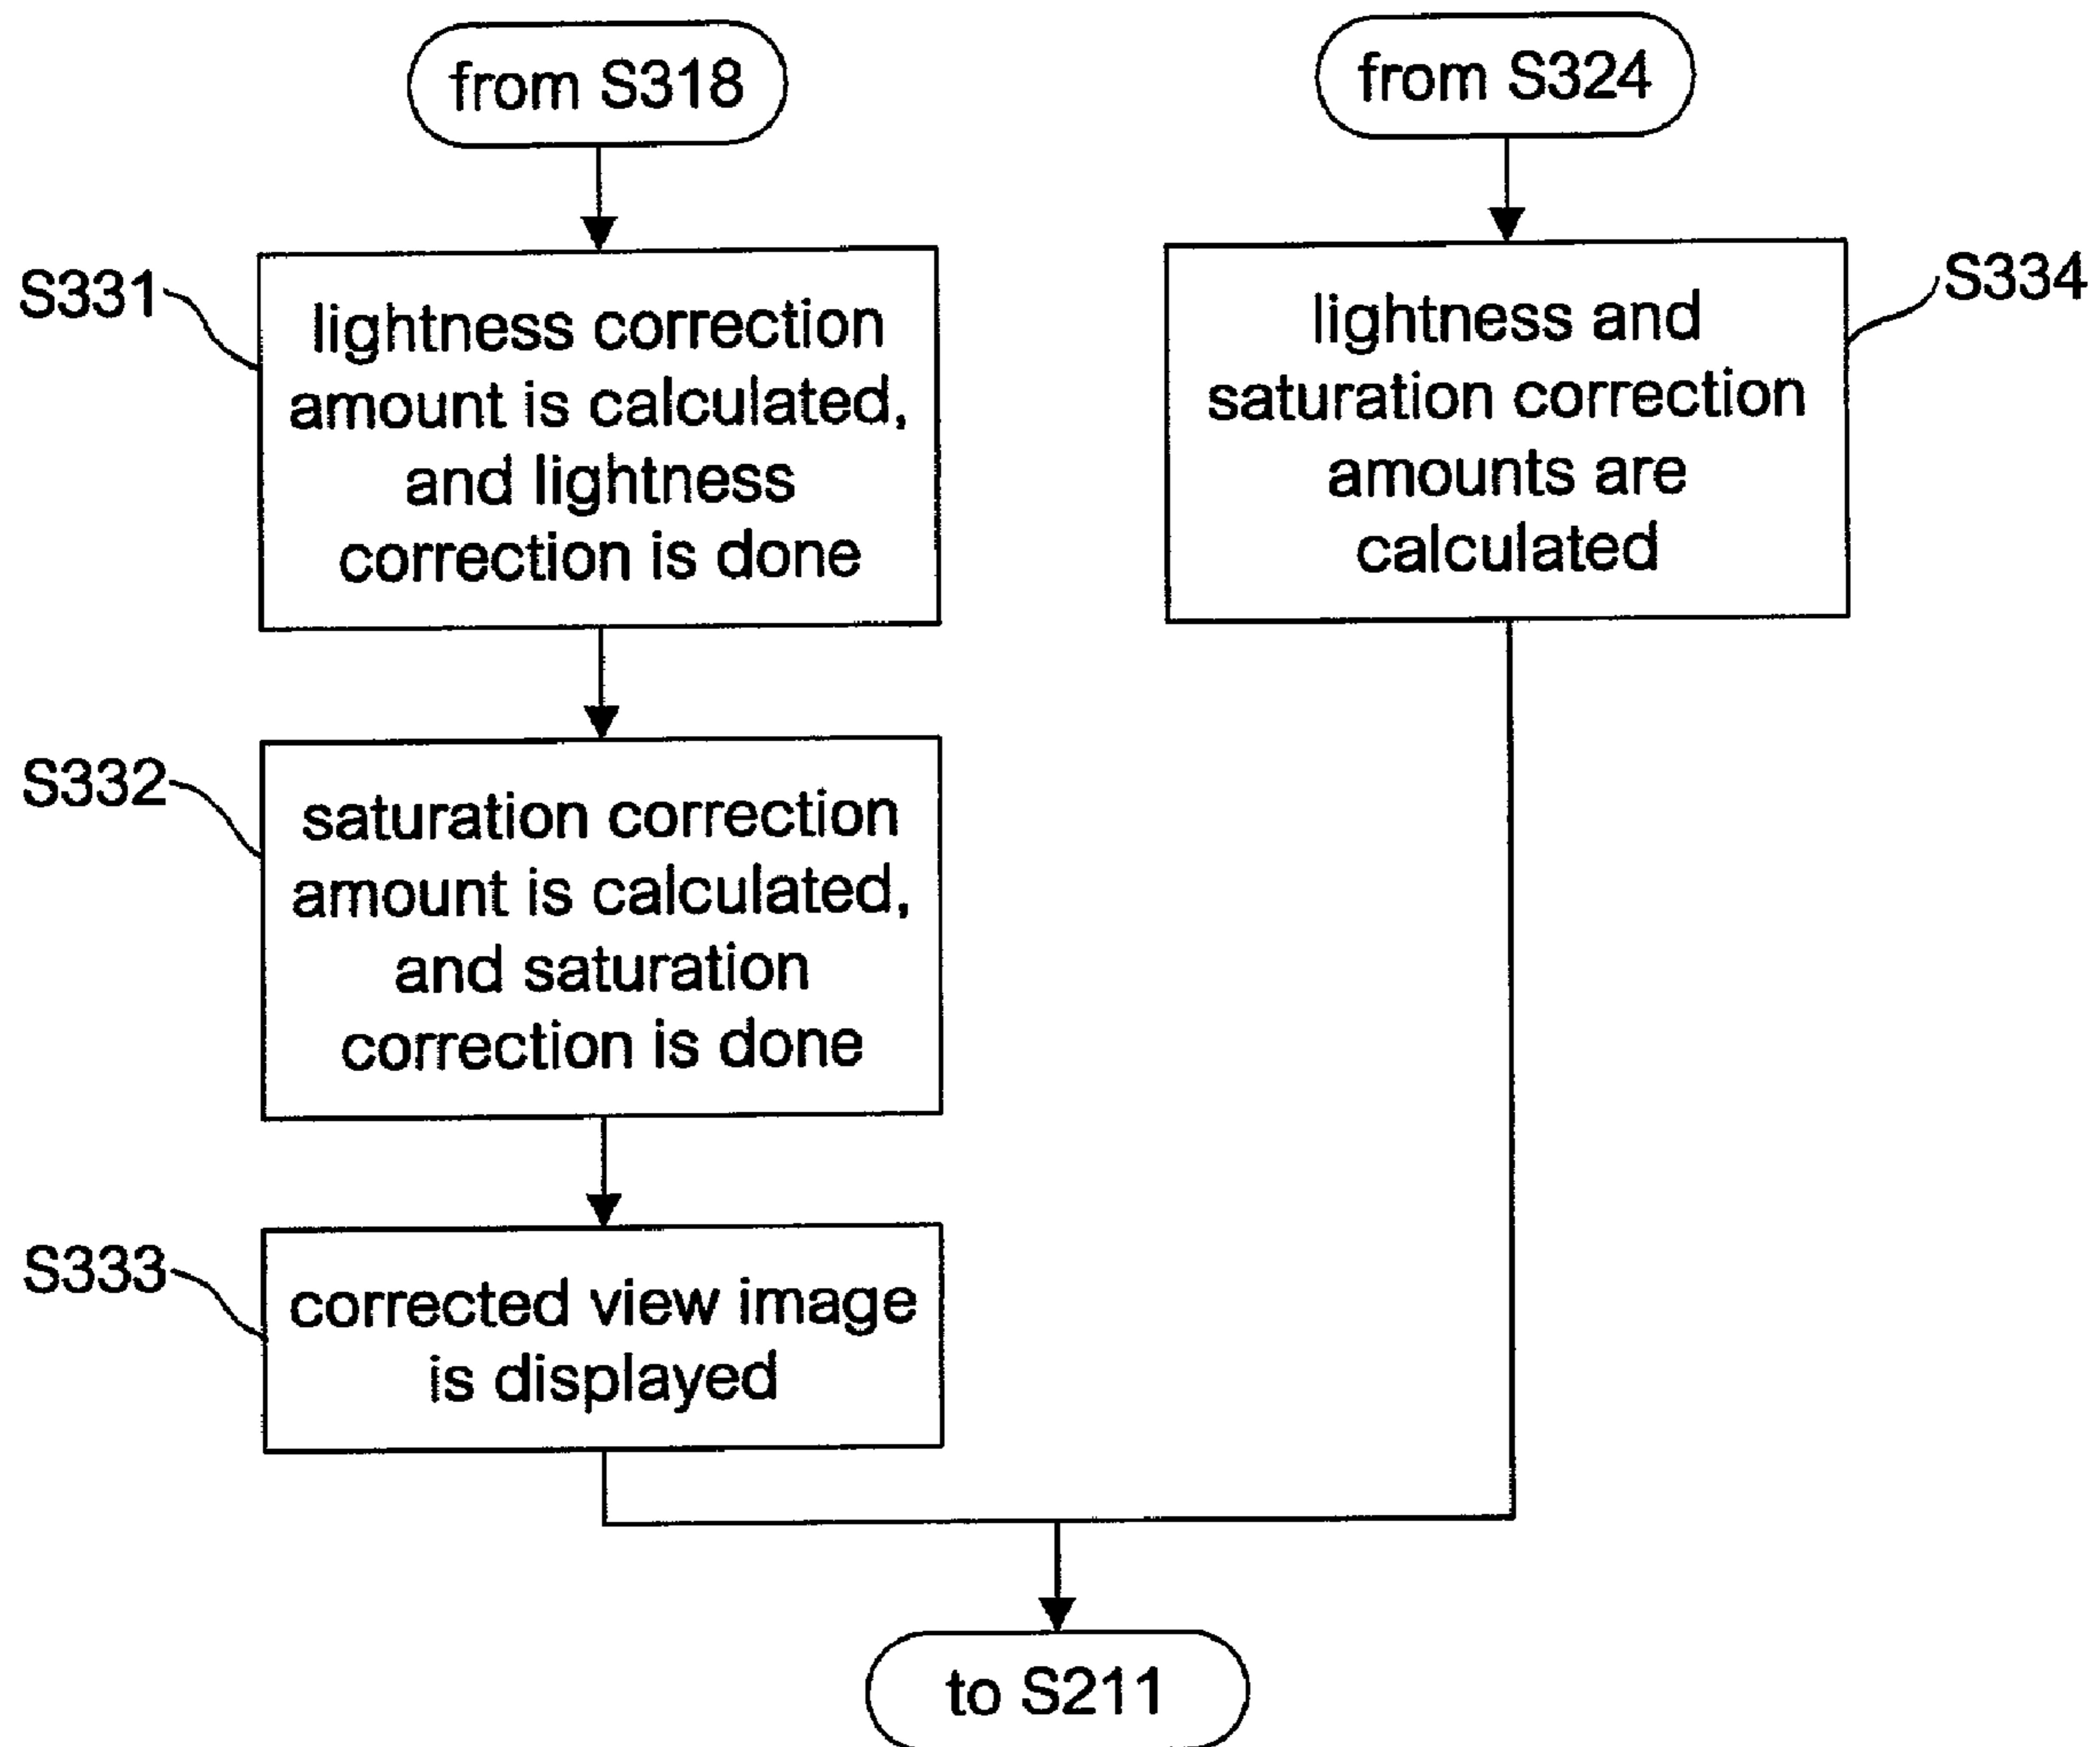 from S318
S331
lightness correction
amount is calculated,
and lightness
correction is done
S332
saturation correction
amount is calculated,
and saturation
correction is done
S333
corrected view image
is displayed
from S324
S334
lightness and
saturation correction
amounts are
calculated
to S211